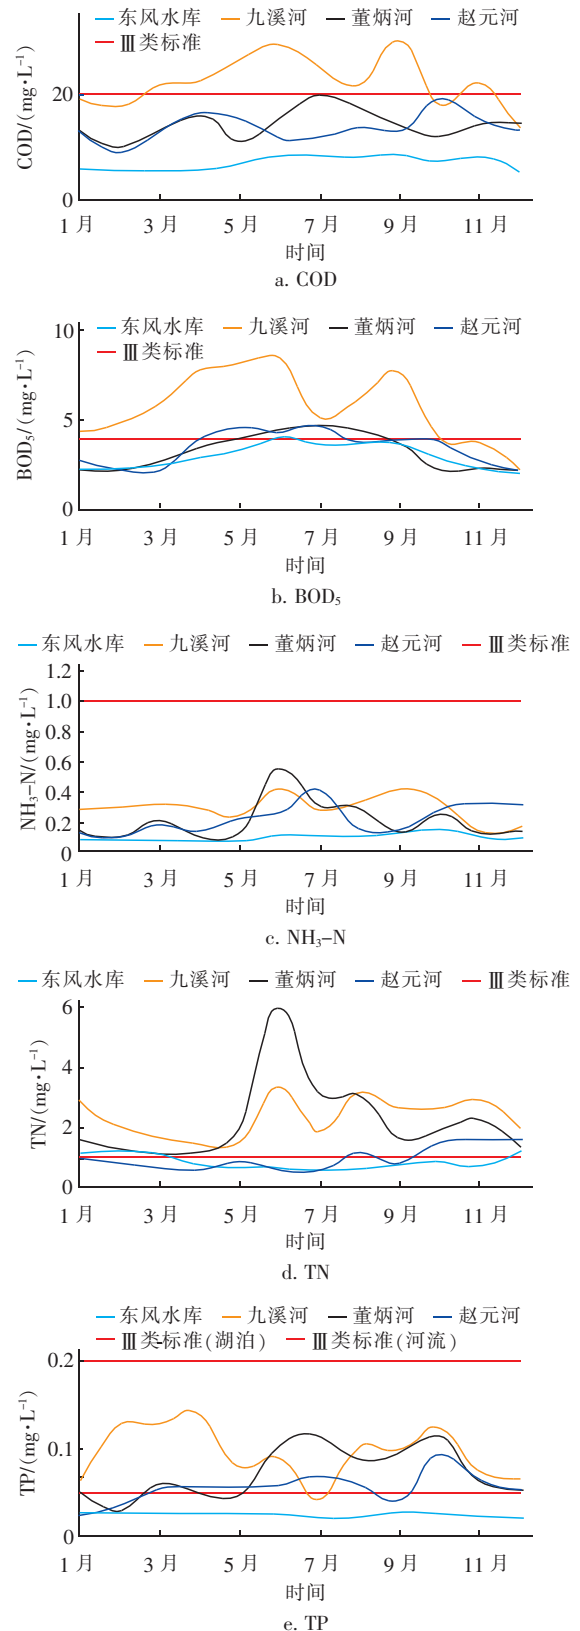 东风水库 九溪河 董炳河 赵元河
Ⅲ类标准
COD/(mg·L⁻¹)
20
0
1月 3月 5月 7月 9月 11月
时间
a. COD
东风水库 九溪河 董炳河 赵元河
Ⅲ类标准
BOD₅/(mg·L⁻¹)
10
5
0
1月 3月 5月 7月 9月 11月
时间
b. BOD₅
东风水库 九溪河 董炳河 赵元河 Ⅲ类标准
NH₃–N/(mg·L⁻¹)
1.2
1.0
0.8
0.6
0.4
0.2
0
1月 3月 5月 7月 9月 11月
时间
c. NH₃–N
东风水库 九溪河 董炳河 赵元河 Ⅲ类标准
TN/(mg·L⁻¹)
6
4
2
0
1月 3月 5月 7月 9月 11月
时间
d. TN
东风水库 九溪河 董炳河 赵元河
Ⅲ类标准(湖泊) Ⅲ类标准(河流)
TP/(mg·L⁻¹)
0.2
0.1
0
1月 3月 5月 7月 9月 11月
时间
e. TP